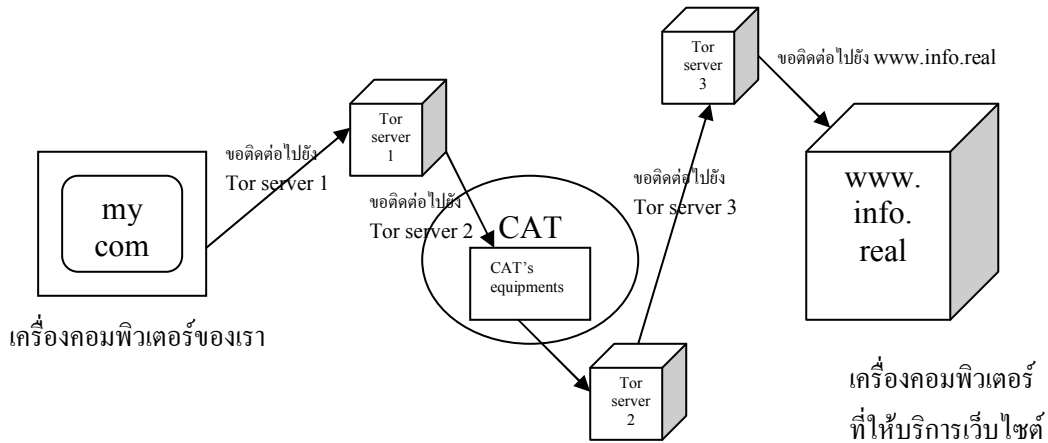 Tor
server
3
ขอติดต่อไปยัง www.info.real
Tor
server
1
ขอติดต่อไปยัง
Tor server 1
ขอติดต่อไปยัง
Tor server 2
ขอติดต่อไปยัง
Tor server 3
my
com
CAT
CAT’s
equipments
www.
info.
real
เครื่องคอมพิวเตอร์ของเรา
Tor
server
2
เครื่องคอมพิวเตอร์
ที่ให้บริการเว็บไซต์